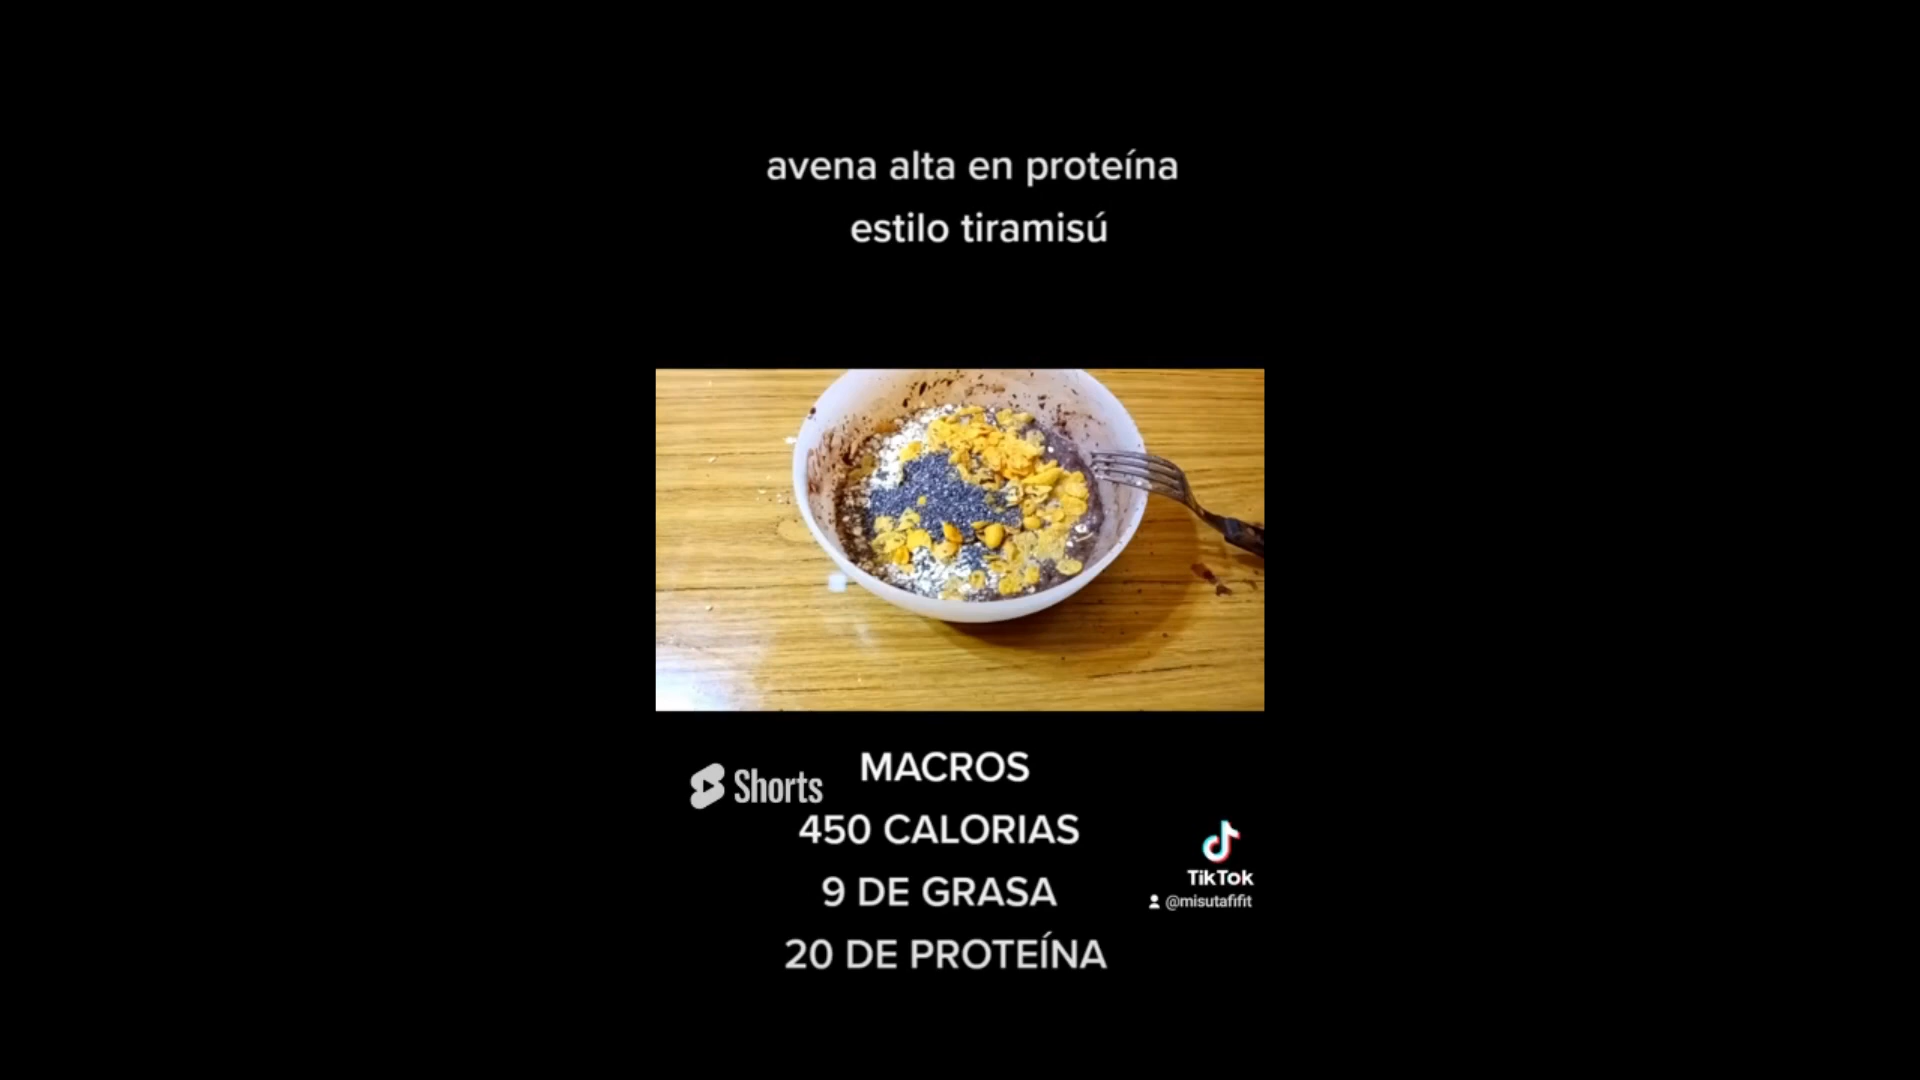 avena alta en proteína
estilo tiramisú
MACROS
Shorts
450 CALORIAS
TikTok
9 DE GRASA
@misutafifit
20 DE PROTEÍNA